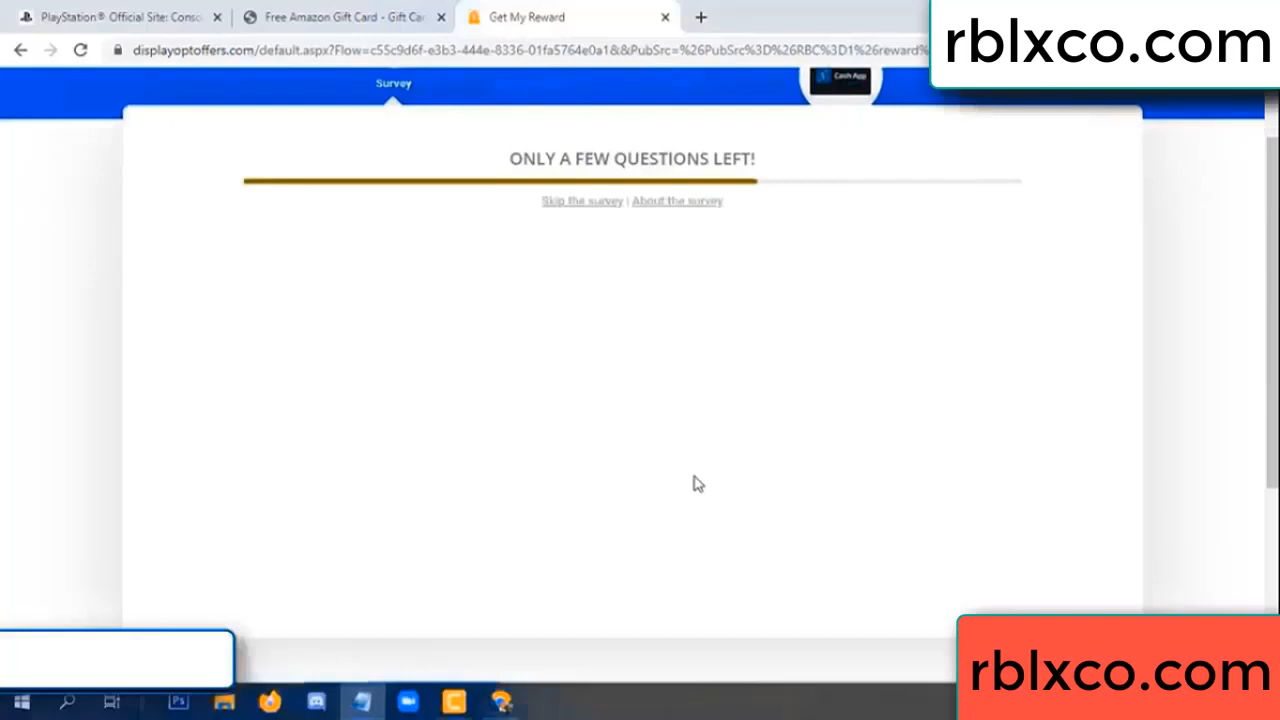 PlayStation® Official Site: Conso
Free Amazon Gift Card - Gift Car
Get My Reward
rblxco.com
displayoptoffers.com/default.aspx?Flow=c55c9d6f-e3b3-444e-8336-01fa5764e0a1&&PubSrc=%26PubSrc%3D%26RBC%3D1%26reward%
Survey
Cash App
ONLY A FEW QUESTIONS LEFT!
Skip the survey | About the survey
rblxco.com
Ps